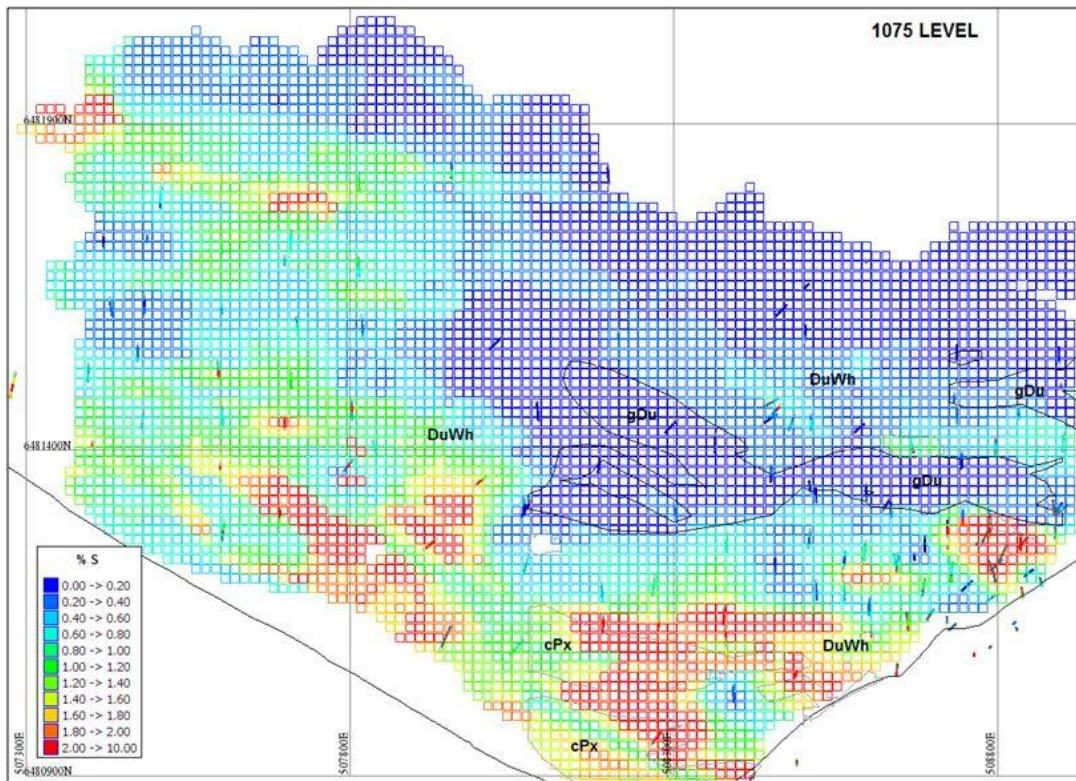 1075 LEVEL
6481900N
DuWh
gDu
gDu
DuWh
6481400N
gDu
% S
0.00 -> 0.20
0.20 -> 0.40
0.40 -> 0.60
0.60 -> 0.80
0.80 -> 1.00
1.00 -> 1.20
1.20 -> 1.40
1.40 -> 1.60
1.60 -> 1.80
1.80 -> 2.00
2.00 -> 10.00
cPx
DuWh
cPx
507300E
507800E
508800E
6480900N